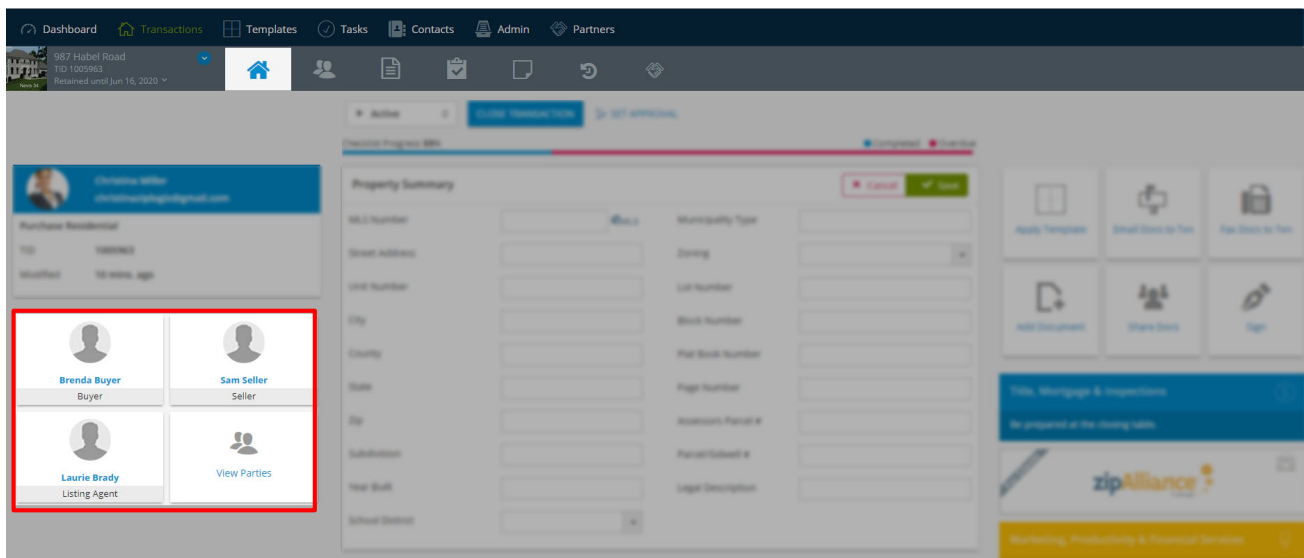 Dashboard Transactions Templates Tasks Contacts Admin Partners
987 Habel Road
TID 1005963
Retained until Jun 16, 2020
Active CLOSE TRANSACTION SET APPROVAL
Checklist Progress 88% Completed Overdue
Christina Miller
Purchase Residential
TID 1005963
Modified 10 mins. ago
Brenda Buyer
Buyer
Sam Seller
Seller
Laurie Brady
Listing Agent
View Parties
Property Summary Cancel Save
MLS Number Municipality Type
Street Address Zoning
Unit Number Lot Number
City Block Number
County Plat Book Number
State Page Number
Zip Assessors Parcel #
Subdivision Parcel/Sidwell #
Year Built Legal Description
School District
Apply Template Email Docs to Txn Fax Docs to Txn
Add Document Share Docs Sign
Title, Mortgage & Inspections
Be prepared at the closing table.
zipAlliance
Marketing, Productivity & Financial Services